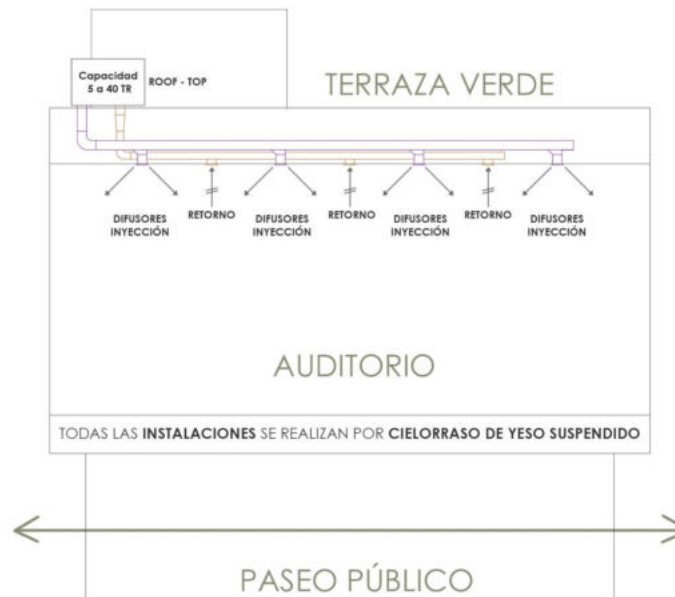 Capacidad
5 a 40 TR
ROOF - TOP
TERRAZA VERDE
DIFUSORES
INYECCIÓN
RETORNO
DIFUSORES
INYECCIÓN
RETORNO
DIFUSORES
INYECCIÓN
RETORNO
DIFUSORES
INYECCIÓN
AUDITORIO
TODAS LAS INSTALACIONES SE REALIZAN POR CIELORRASO DE YESO SUSPENDIDO
PASEO PÚBLICO